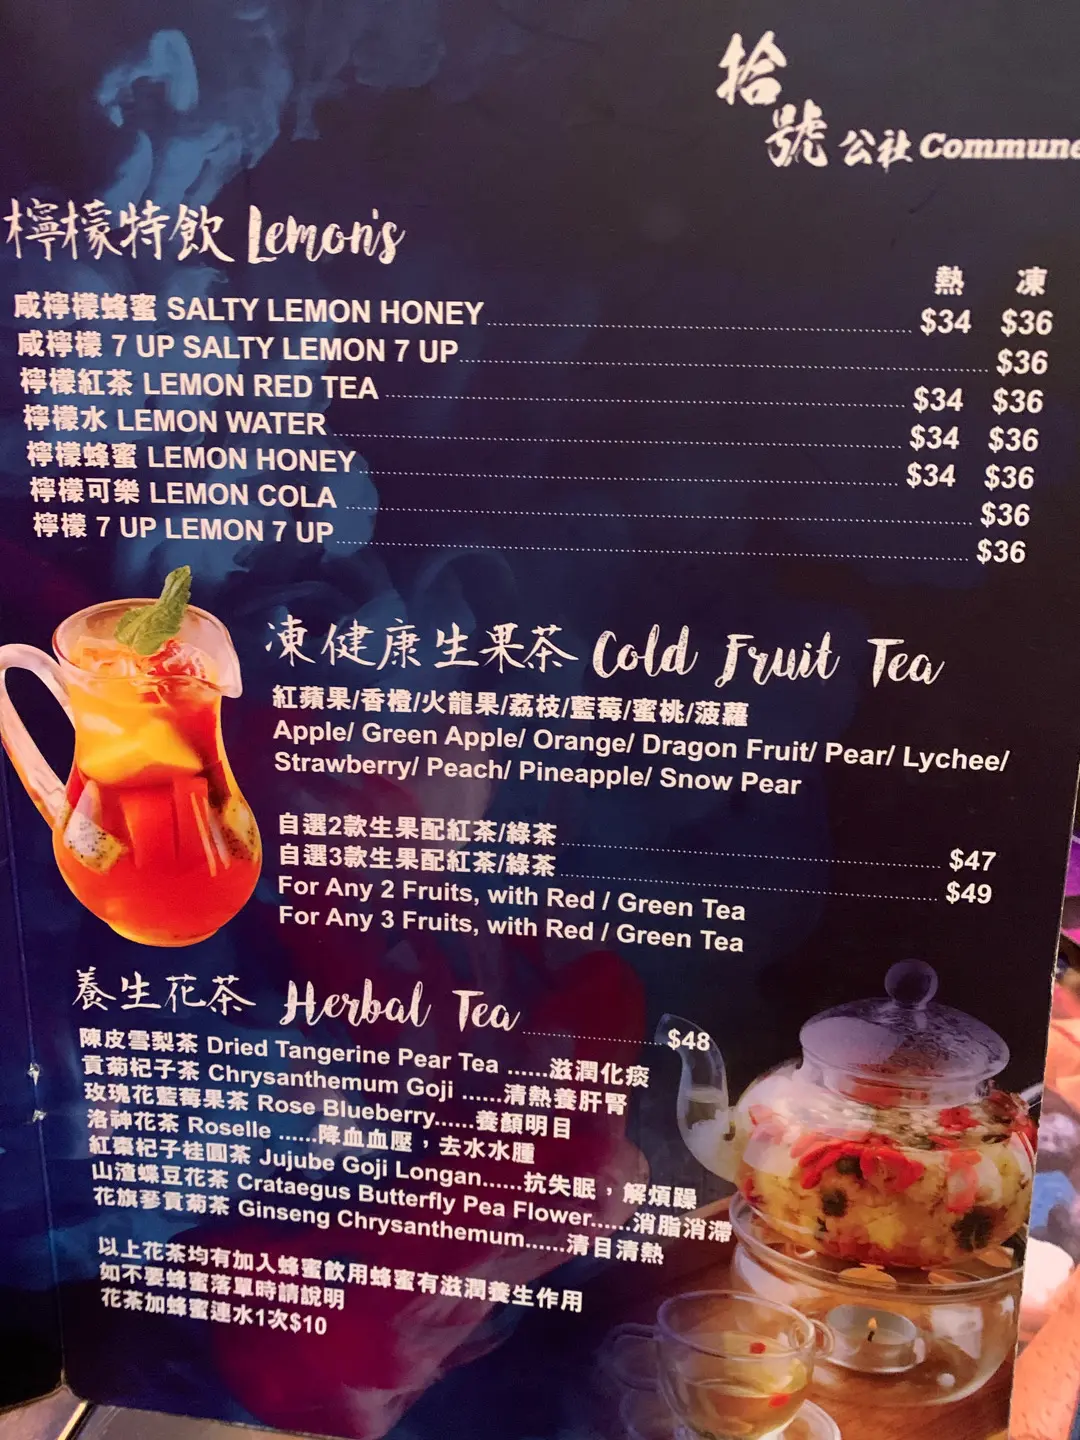 拾
號 公社 Commune
檸檬特飲 Lemon's
熱 凍
咸檸檬蜂蜜 SALTY LEMON HONEY $34 $36
咸檸檬 7 UP SALTY LEMON 7 UP $36
檸檬紅茶 LEMON RED TEA $34 $36
檸檬水 LEMON WATER $34 $36
檸檬蜂蜜 LEMON HONEY $34 $36
檸檬可樂 LEMON COLA $36
檸檬 7 UP LEMON 7 UP $36
凍健康生果茶 Cold Fruit Tea
紅蘋果/香橙/火龍果/荔枝/藍莓/蜜桃/菠蘿
Apple/ Green Apple/ Orange/ Dragon Fruit/ Pear/ Lychee/
Strawberry/ Peach/ Pineapple/ Snow Pear
自選2款生果配紅茶/綠茶 $47
自選3款生果配紅茶/綠茶 $49
For Any 2 Fruits, with Red / Green Tea
For Any 3 Fruits, with Red / Green Tea
養生花茶 Herbal Tea $48
陳皮雪梨茶 Dried Tangerine Pear Tea ......滋潤化痰
貢菊杞子茶 Chrysanthemum Goji ......清熱養肝腎
玫瑰花藍莓果茶 Rose Blueberry......養顏明目
洛神花茶 Roselle ......降血血壓，去水水腫
紅棗杞子桂圓茶 Jujube Goji Longan......抗失眠，解煩躁
山渣蝶豆花茶 Crataegus Butterfly Pea Flower......消脂消滯
花旗參貢菊茶 Ginseng Chrysanthemum......清目清熱
以上花茶均有加入蜂蜜飲用蜂蜜有滋潤養生作用
如不要蜂蜜落單時請說明
花茶加蜂蜜連水1次$10